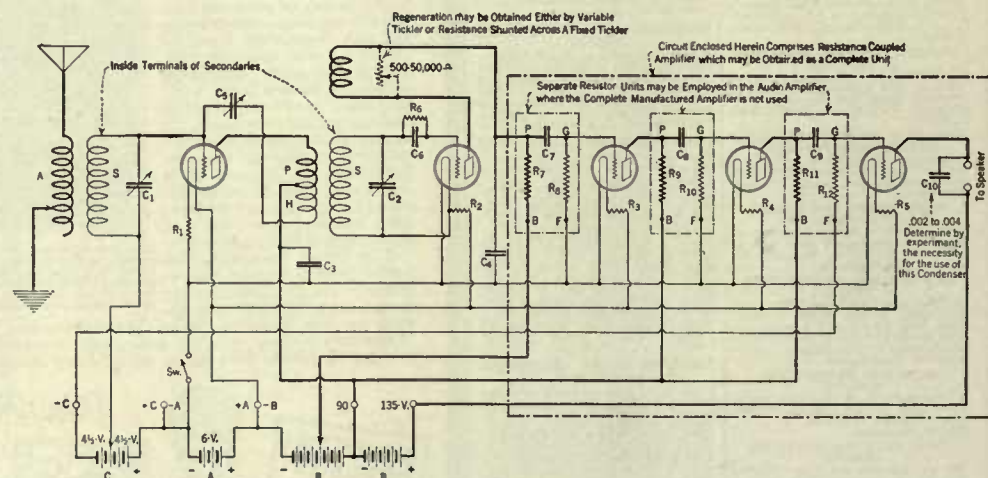 Regeneration may be Obtained Either by Variable
Tickler or Resistance Shunted Across A Fixed Tickler
Circuit Enclosed Herein Comprises Resistance Coupled
Amplifier which may be Obtained as a Complete Unit
Inside Terminals of Secondaries
500-50,000 Ω
Separate Resistor Units may be Employed in the Audio Amplifier
where the Complete Manufactured Amplifier is not used
C5
R6
C6
P C7 G
P C8 G
P C9 G
A
S
C1
P
H
S
C2
R1
R2
C3
C4
R7
R8
R3
R9
R10
R4
R11
R12
R5
B F
B F
B F
C10
To Speaker
.002 to .004
Determine by
experimant,
the necessity
for the use of
this Condenser
Sw.
-C
+C -A
+A -B
90
135-V.
4½-V. 4½-V.
6-V.
- C +
- A +
- B
- B +